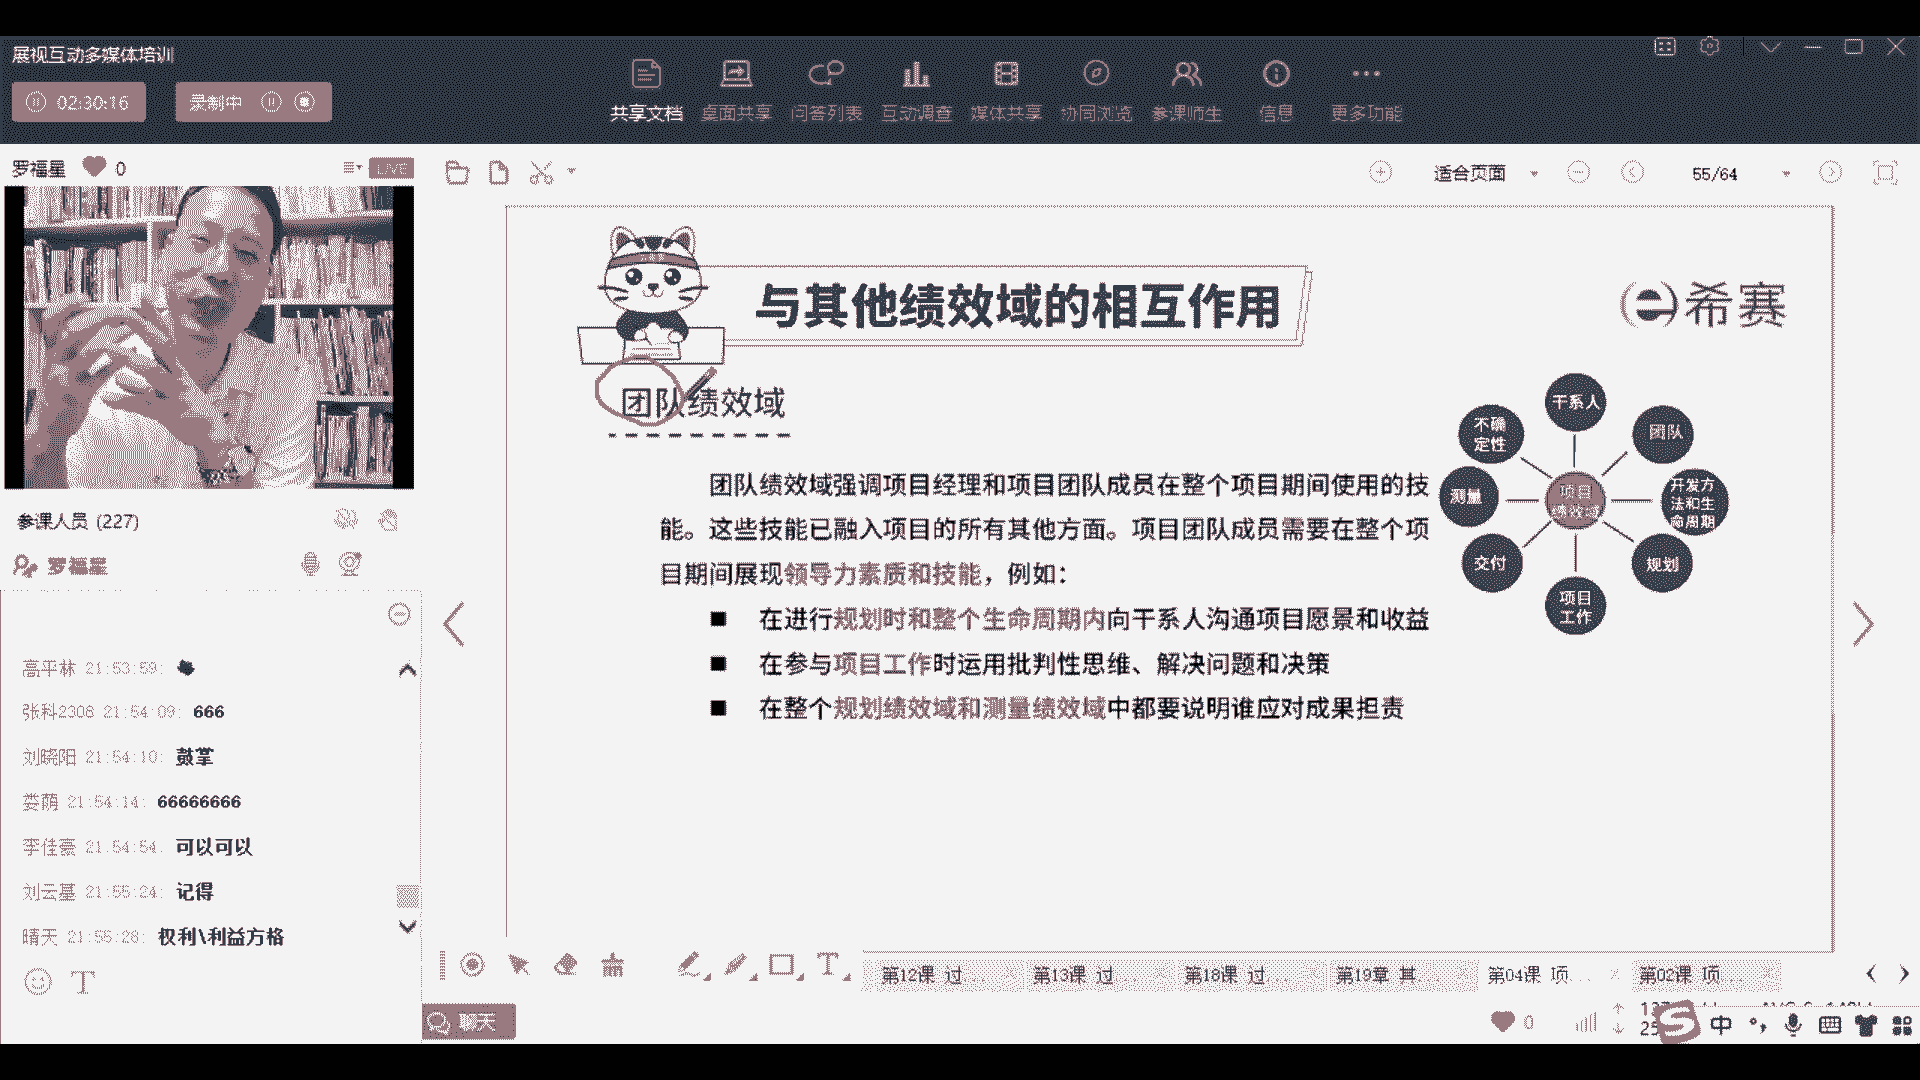 展视互动多媒体培训
02:30:16
录制中
共享文档
桌面共享
问答列表
互动调查
媒体共享
协同浏览
参课师生
信息
更多功能
罗福星
0
LIVE
适合页面
55/64
与其他绩效域的相互作用
希赛
团队绩效域
团队绩效域强调项目经理和项目团队成员在整个项目期间使用的技
能。这些技能已融入项目的所有其他方面。项目团队成员需要在整个项
目期间展现领导力素质和技能，例如：
■ 在进行规划时和整个生命周期内向干系人沟通项目愿景和收益
■ 在参与项目工作时运用批判性思维、解决问题和决策
■ 在整个规划绩效域和测量绩效域中都要说明谁应对成果担责
干系人
团队
开发方
法和生
命周期
规划
项目
工作
交付
测量
不确
定性
项目
绩效域
参课人员 (227)
罗福星
高平林 21:53:59:
张科2308 21:54:09: 666
刘晓阳 21:54:10: 鼓掌
娄荫 21:54:14: 66666666
李佳豪 21:54:54: 可以可以
刘云基 21:55:24: 记得
晴天 21:55:28: 权利\利益方格
聊天
第12课 过...
第13课 过...
第18课 过...
第19章 其...
第04课 项...
第02课 项...
0
中